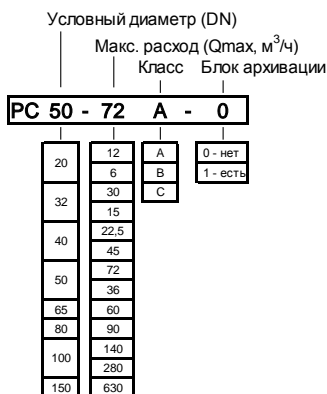 Условный диаметр (DN)
Макс. расход (Qmax, м³/ч)
Класс Блок архивации
РС 50 - 72 А - 0
20 12 А 0 - нет
6 В 1 - есть
32 30 С
15
40 22,5
45
50 72
36
65 60
80 90
100 140
280
150 630